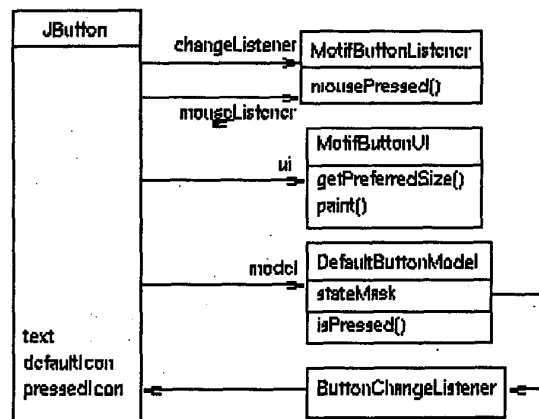 JButton
changeListener
MotifButtonListener
mousePressed()
mouseListener
MotifButtonUI
ui
getPreferredSize()
paint()
model
DefaultButtonModel
stateMask
isPressed()
text
defaultIcon
pressedIcon
ButtonChangeListener